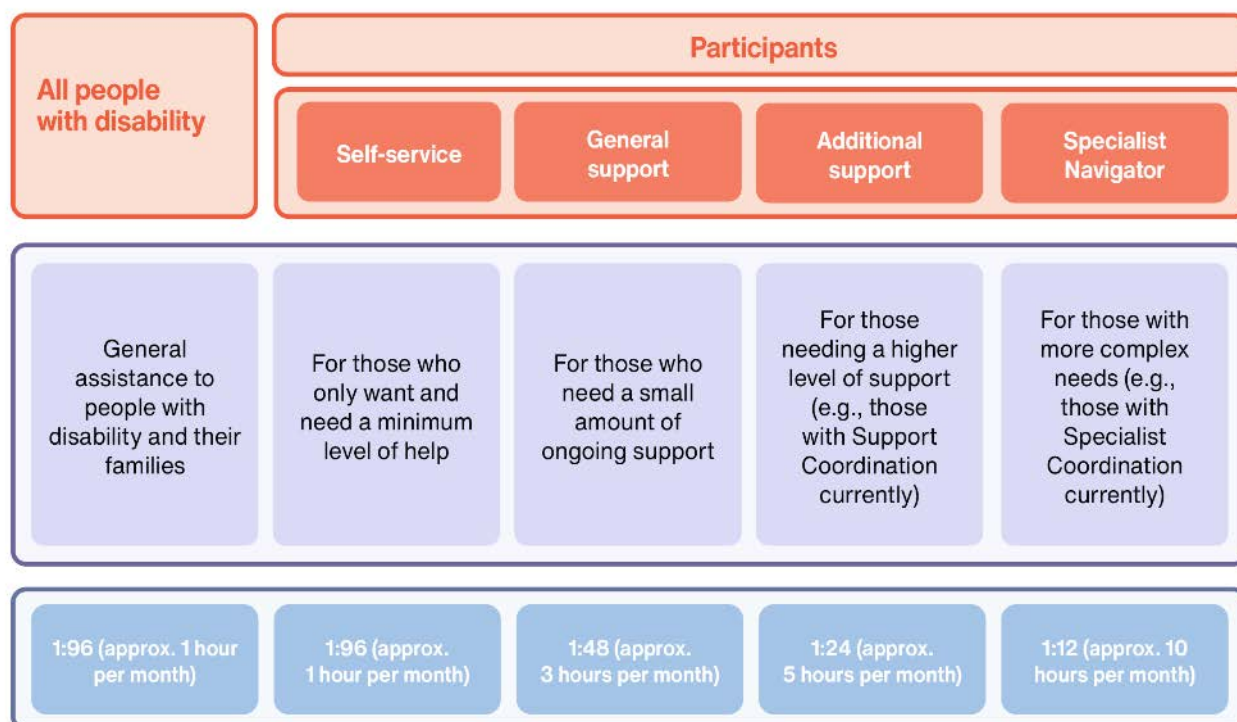 All people
with disability
Participants
Self-service
General
support
Additional
support
Specialist
Navigator
General
assistance to
people with
disability and their
families
For those who
only want and
need a minimum
level of help
For those who
need a small
amount of
ongoing support
For those
needing a higher
level of support
(e.g., those
with Support
Coordination
currently)
For those with
more complex
needs (e.g.,
those with
Specialist
Coordination
currently)
1:96 (approx. 1 hour
per month)
1:96 (approx.
1 hour per month)
1:48 (approx.
3 hours per month)
1:24 (approx.
5 hours per month)
1:12 (approx. 10
hours per month)